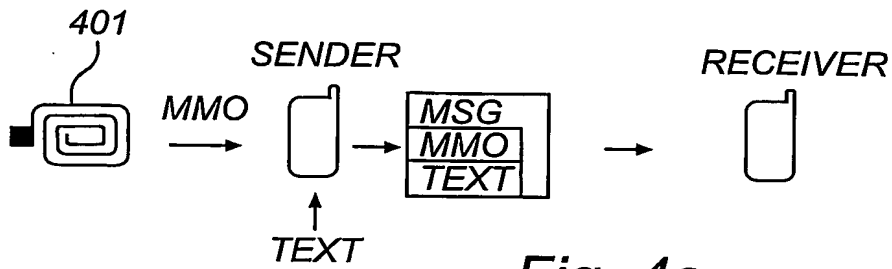 401
SENDER
RECEIVER
MMO
MSG
MMO
TEXT
TEXT
Fig. 4a